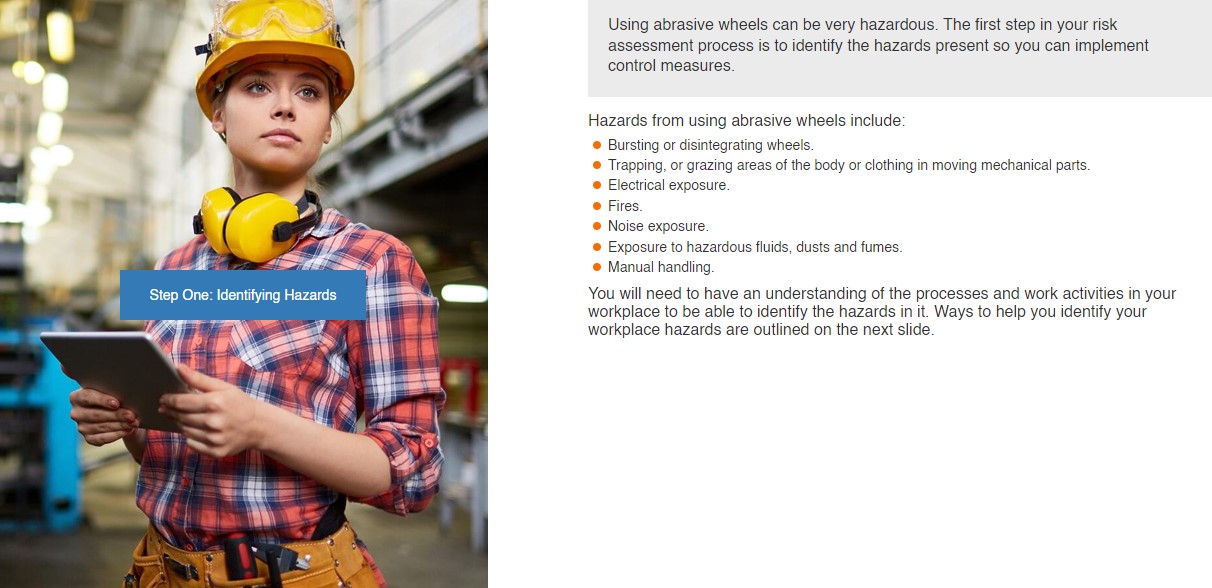 Step One: Identifying Hazards
Using abrasive wheels can be very hazardous. The first step in your risk
assessment process is to identify the hazards present so you can implement
control measures.
Hazards from using abrasive wheels include:
Bursting or disintegrating wheels.
Trapping, or grazing areas of the body or clothing in moving mechanical parts.
Electrical exposure.
Fires.
Noise exposure.
Exposure to hazardous fluids, dusts and fumes.
Manual handling.
You will need to have an understanding of the processes and work activities in your
workplace to be able to identify the hazards in it. Ways to help you identify your
workplace hazards are outlined on the next slide.